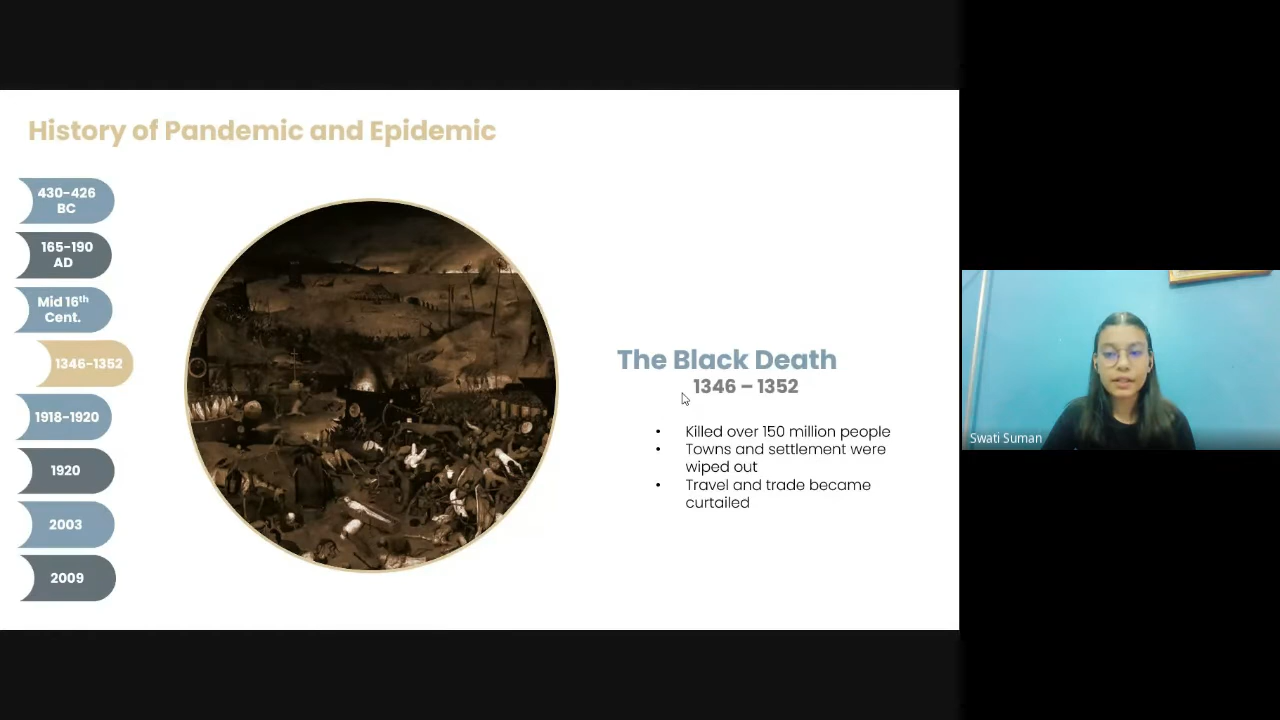 History of Pandemic and Epidemic
430-426
BC
165-190
AD
Mid 16th
Cent.
1346-1352
1918-1920
1920
2003
2009
The Black Death
1346 – 1352
• Killed over 150 million people
• Towns and settlement were
wiped out
• Travel and trade became
curtailed
Swati Suman